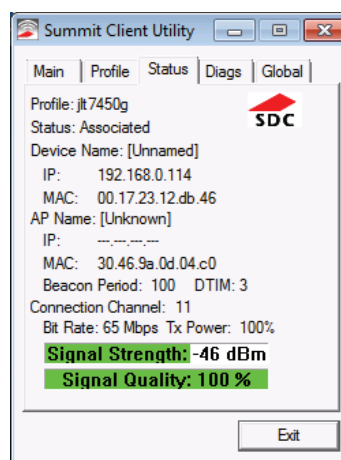 Summit Client Utility
Main Profile Status Diags Global
Profile: jlt7450g
SDC
Status: Associated
Device Name: [Unnamed]
IP: 192.168.0.114
MAC: 00.17.23.12.db.46
AP Name: [Unknown]
IP: ---.---.---.---
MAC: 30.46.9a.0d.04.c0
Beacon Period: 100 DTIM: 3
Connection Channel: 11
Bit Rate: 65 Mbps Tx Power: 100%
Signal Strength: -46 dBm
Signal Quality: 100 %
Exit